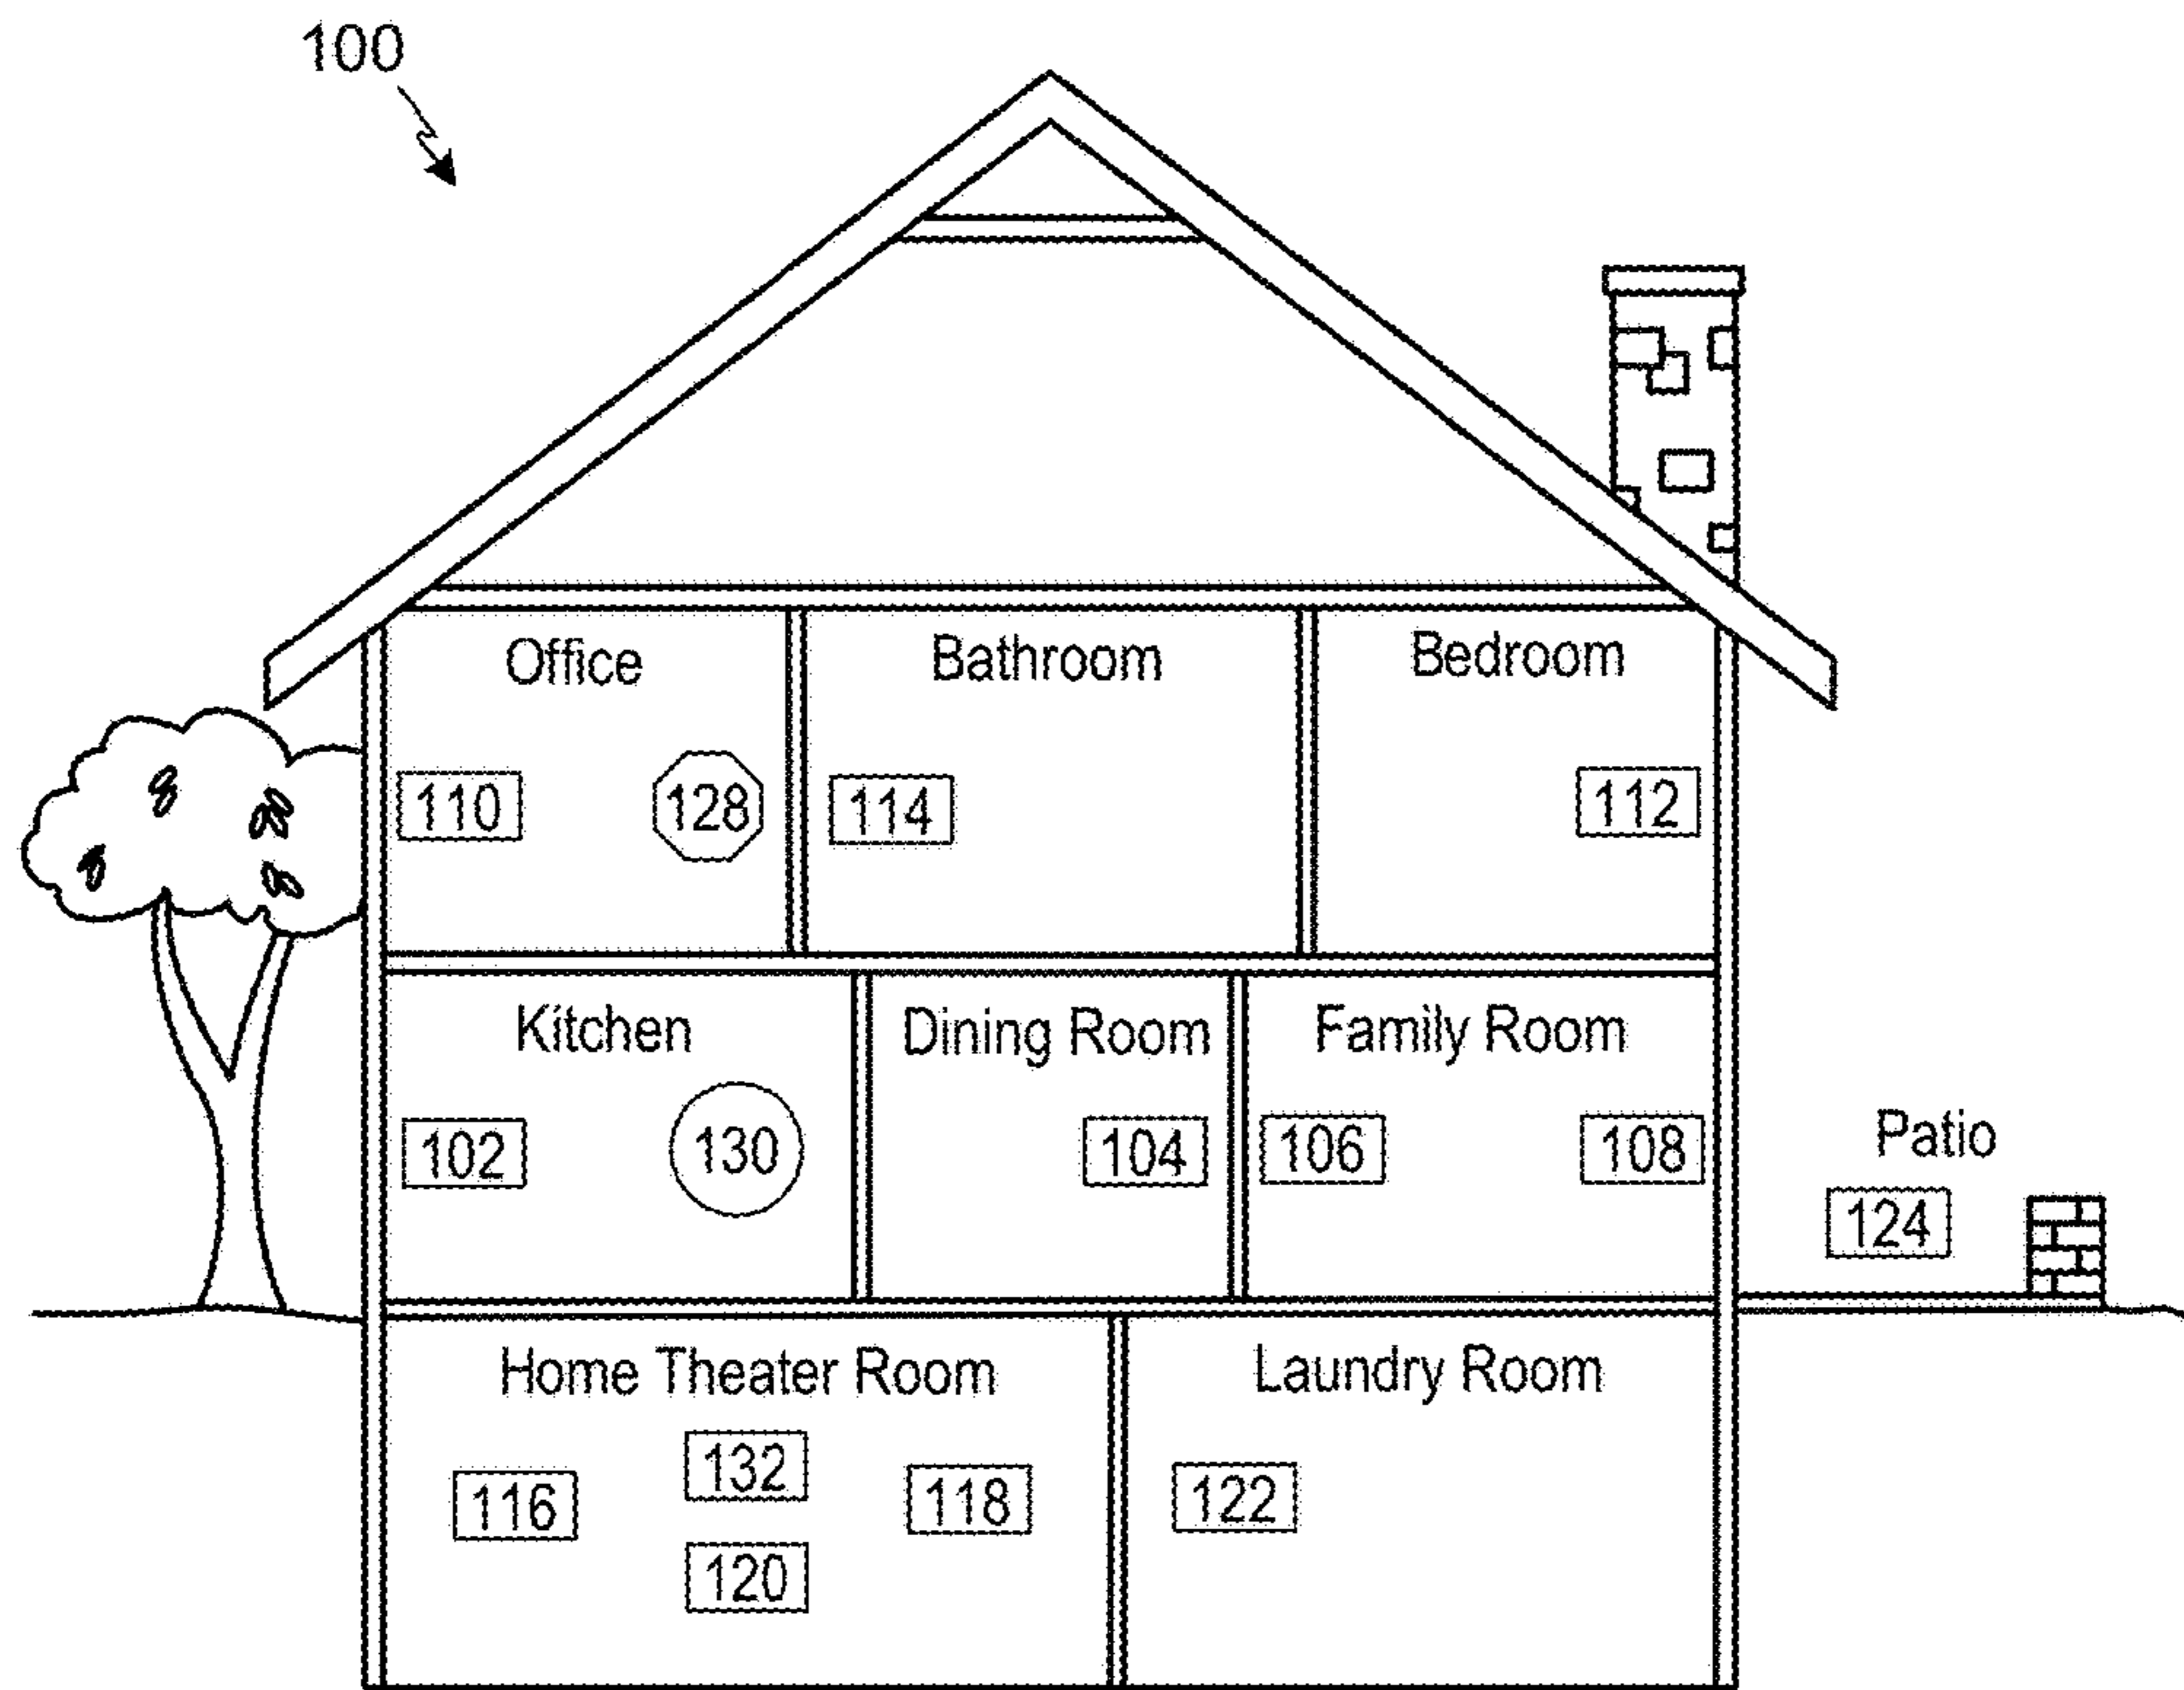 100
Office
Bathroom
Bedroom
110
128
114
112
Kitchen
Dining Room
Family Room
102
130
104
106
108
Patio
124
Home Theater Room
Laundry Room
132
116
118
122
120